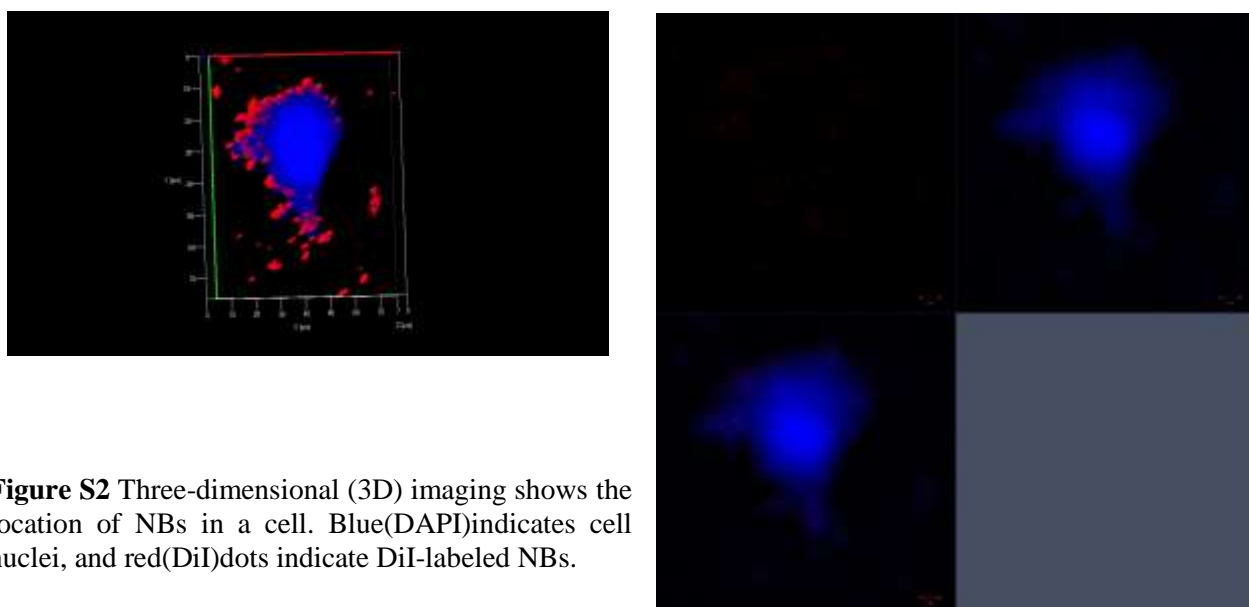 Figure S2 Three-dimensional (3D) imaging shows the
location of NBs in a cell. Blue(DAPI)indicates cell
nuclei, and red(DiI)dots indicate DiI-labeled NBs.